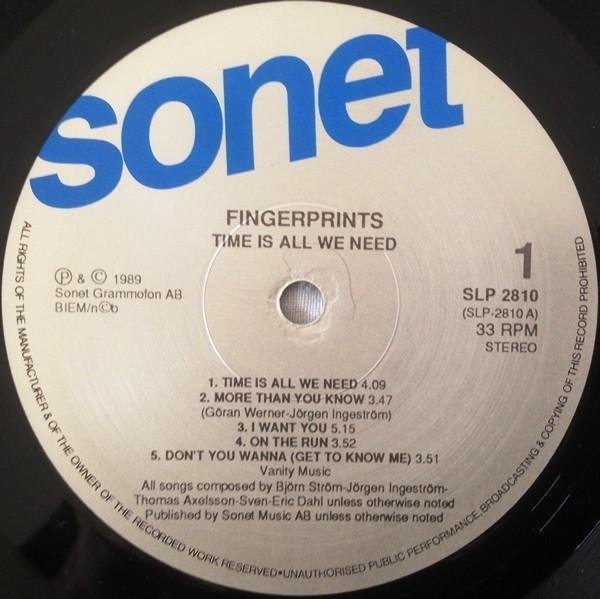 sonet
FINGERPRINTS
TIME IS ALL WE NEED
Ⓟ & © 1989
Sonet Grammofon AB
BIEM/n©b
1
SLP 2810
(SLP-2810 A)
33 RPM
STEREO
1. TIME IS ALL WE NEED 4.09
2. MORE THAN YOU KNOW 3.47
(Göran Werner-Jörgen Ingeström)
3. I WANT YOU 5.15
4. ON THE RUN 3.52
5. DON'T YOU WANNA (GET TO KNOW ME) 3.51
Vanity Music
All songs composed by Björn Ström-Jörgen Ingeström-
Thomas Axelsson-Sven-Eric Dahl unless otherwise noted
Published by Sonet Music AB unless otherwise noted
ALL RIGHTS OF THE MANUFACTURER & OF THE OWNER OF THE RECORDED WORK RESERVED•UNAUTHORISED PUBLIC PERFORMANCE, BROADCASTING & COPYING OF THIS RECORD PROHIBITED